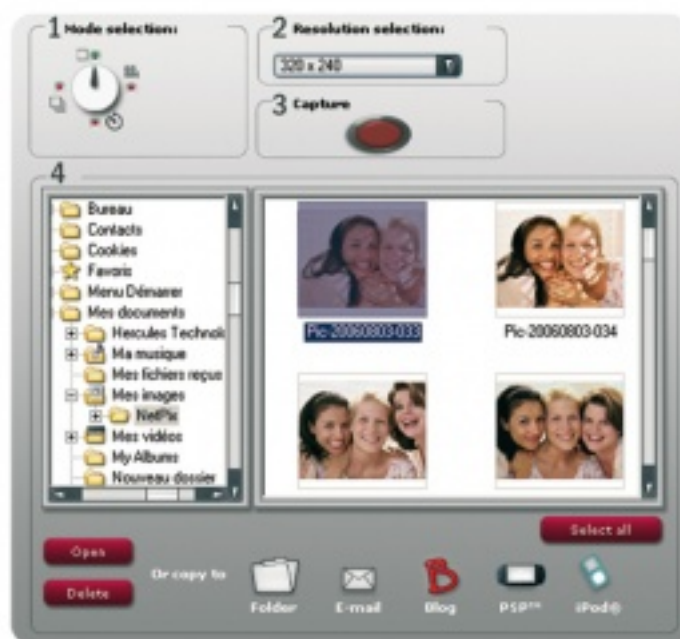 1 Mode selection:
2 Resolution selection:
320 x 240
3 Capture
4
Bureau
Contacts
Cookies
Favoris
Menu Démarrer
Mes documents
Hercules Technol
Ma musique
Mes fichiers reçus
Mes images
NetPix
Mes vidéos
My Albums
Nouveau dossier
Pic-20060803-033
Pic-20060803-034
Select all
Open
Delete
Or copy to
Folder
E-mail
Blog
PSP™
iPod®